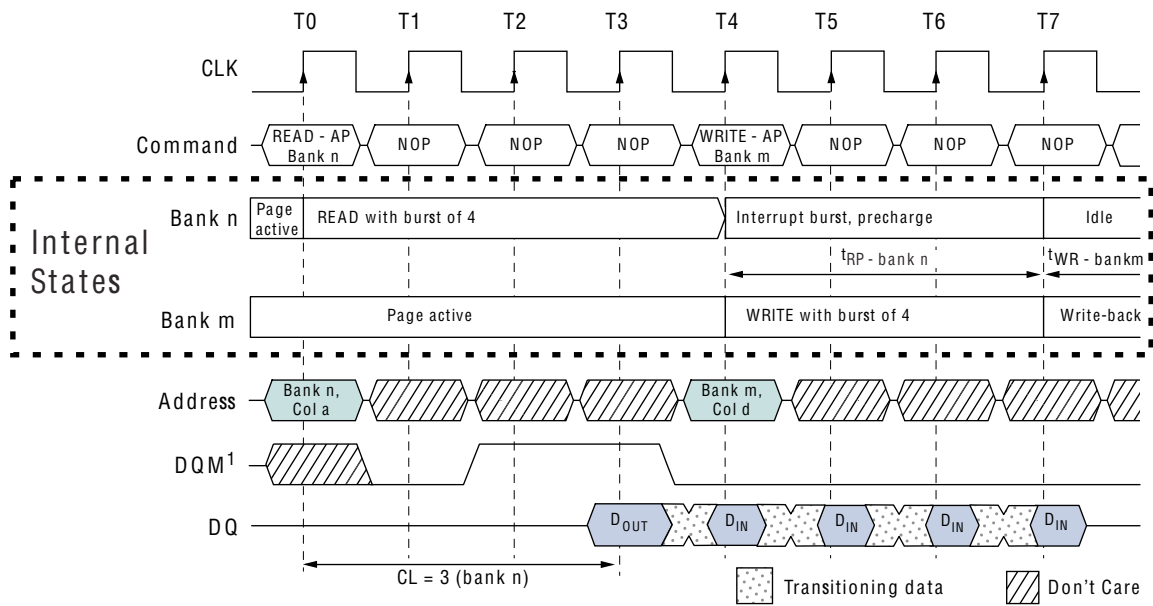 T0 T1 T2 T3 T4 T5 T6 T7
CLK
Command
READ - AP
Bank n
NOP
NOP
NOP
WRITE - AP
Bank m
NOP
NOP
NOP
Internal
States
Bank n
Page
active
READ with burst of 4
Interrupt burst, precharge
Idle
tRP - bank n
tWR - bankm
Bank m
Page active
WRITE with burst of 4
Write-back
Address
Bank n,
Col a
Bank m,
Col d
DQM1
DQ
DOUT
DIN
DIN
DIN
DIN
CL = 3 (bank n)
Transitioning data
Don't Care